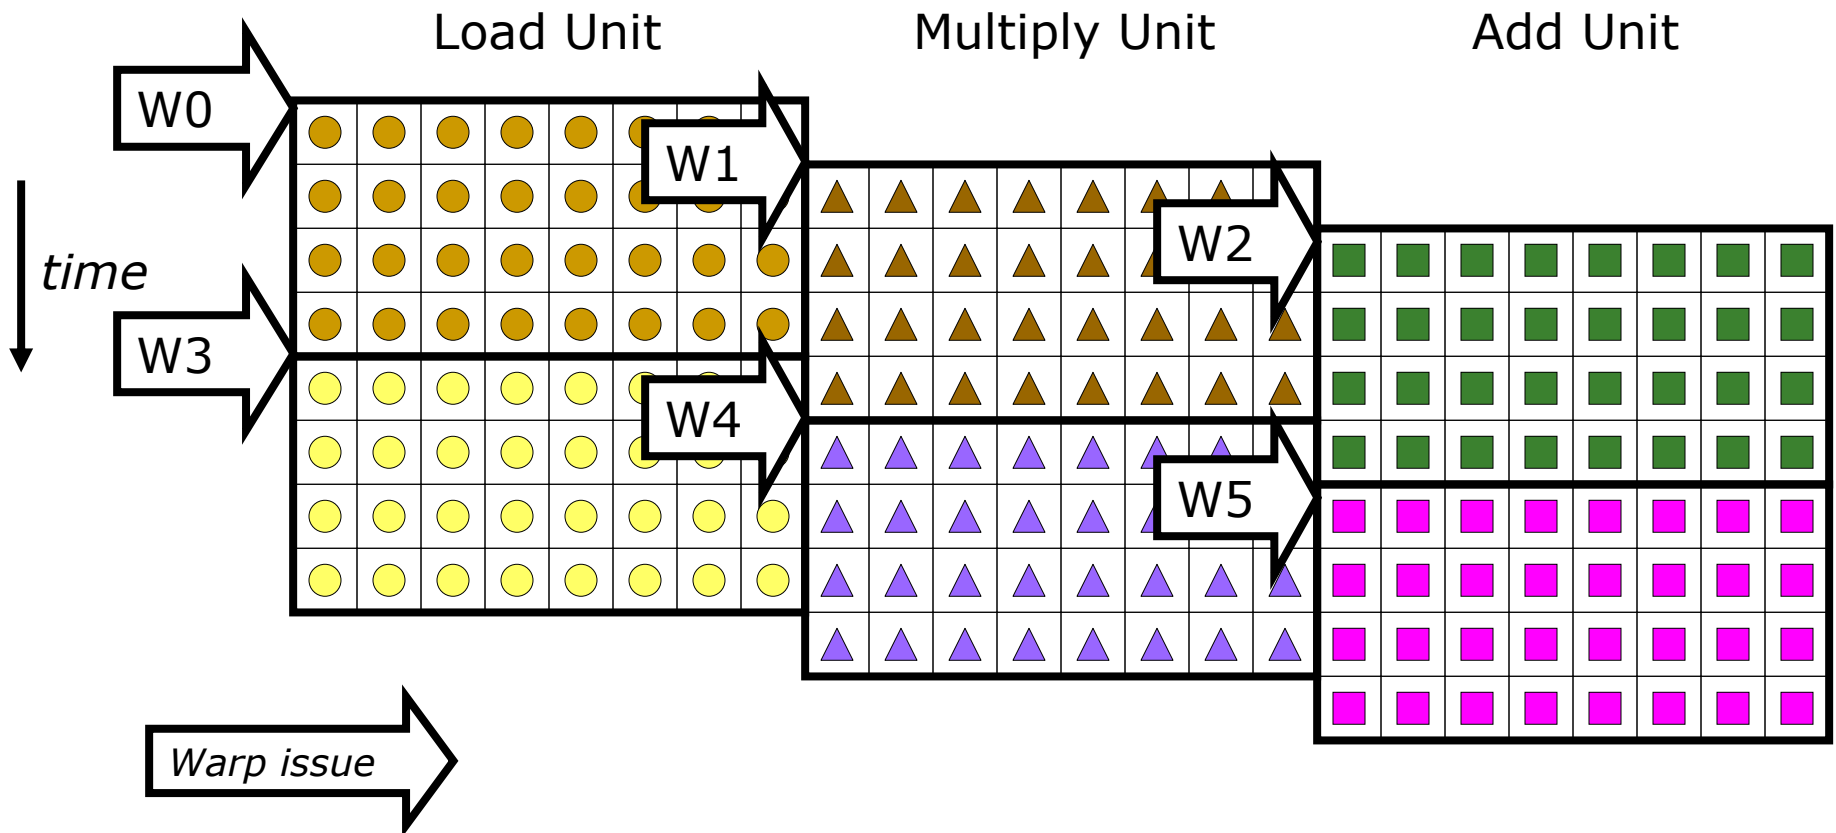 Load Unit
Multiply Unit
Add Unit
W0
W1
W2
time
W3
W4
W5
Warp issue